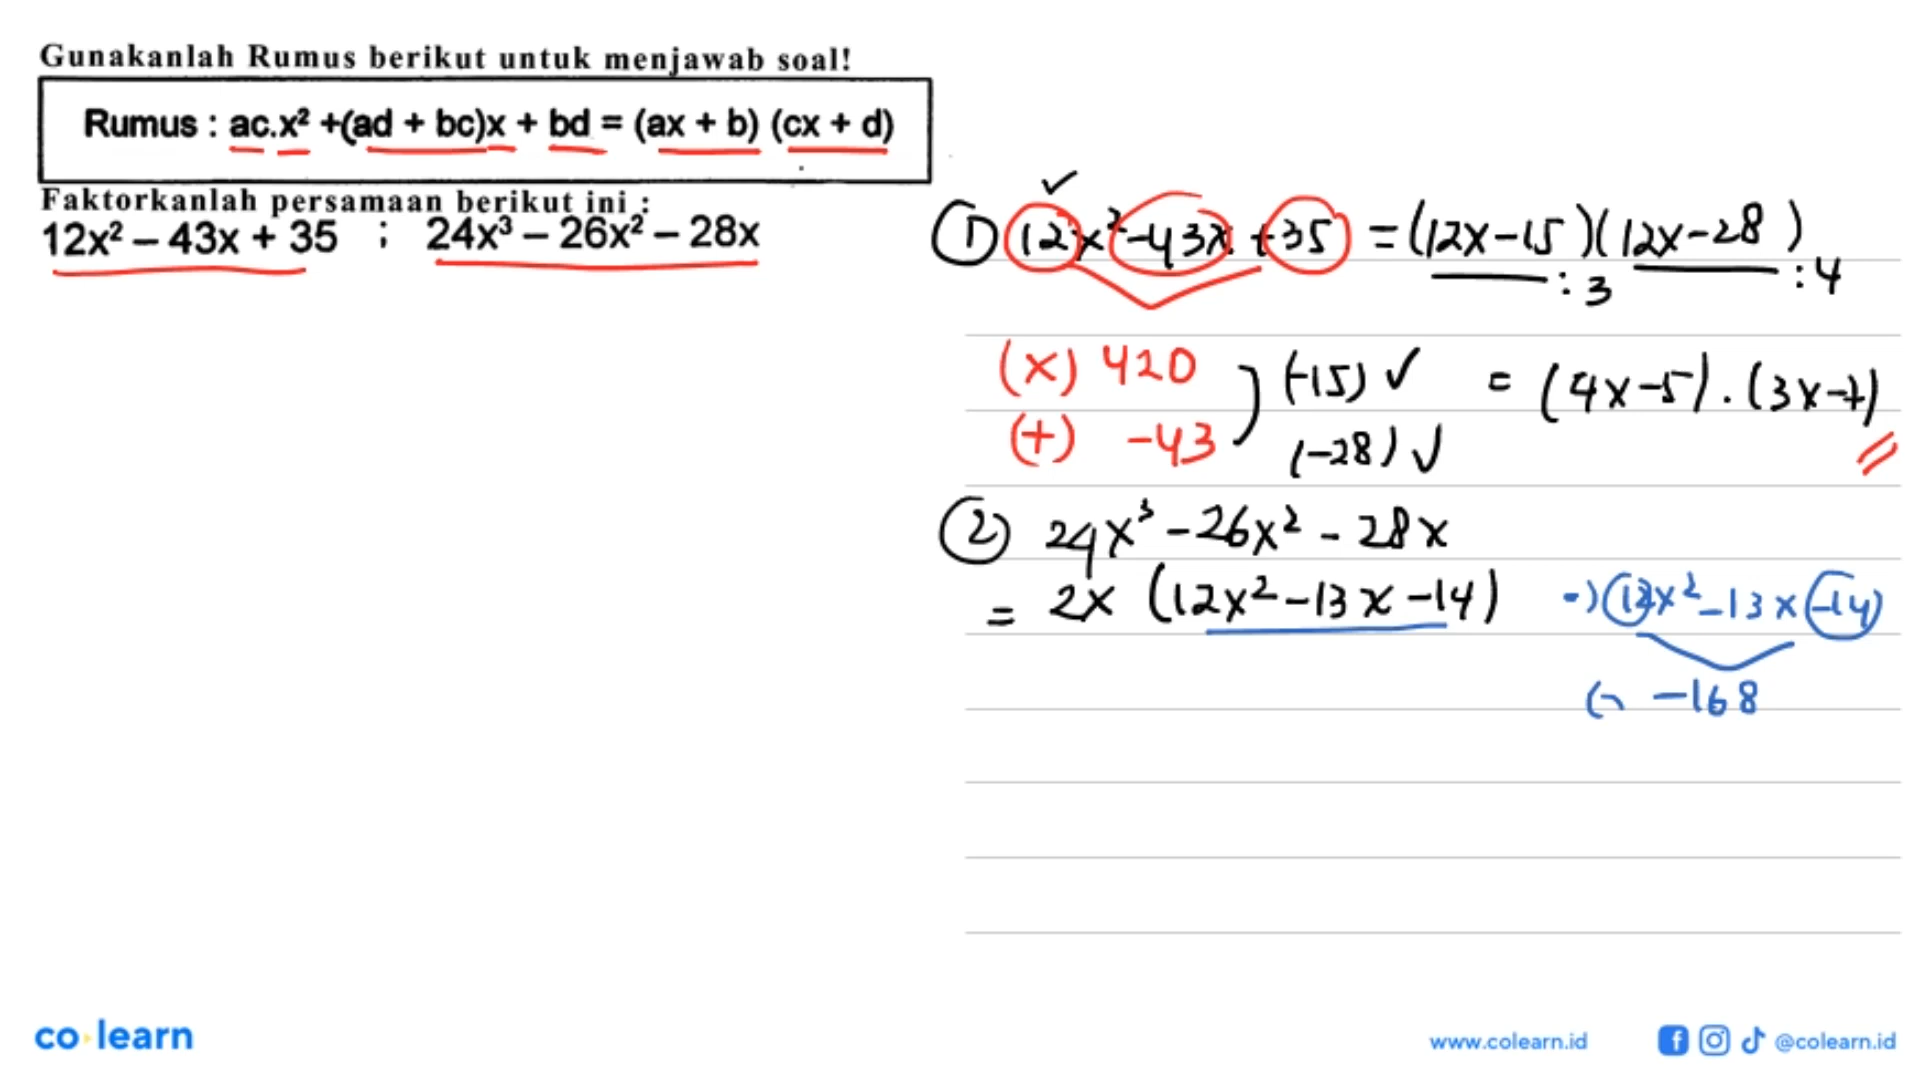 Gunakanlah Rumus berikut untuk menjawab soal!
Rumus : ac.x² +(ad + bc)x + bd = (ax + b) (cx + d)
Faktorkanlah persamaan berikut ini :
12x² – 43x + 35 ; 24x³ – 26x² – 28x
① 12x² -43x +35 = (12x-15)(12x-28)
:3 :4
(x) 420 (-15) ✓ = (4x-5).(3x-7)
(+) -43 (-28) ✓
② 24x³ - 26x² - 28x
= 2x (12x² - 13x - 14) => 12x² - 13x -14
-168
co learn
www.colearn.id @colearn.id